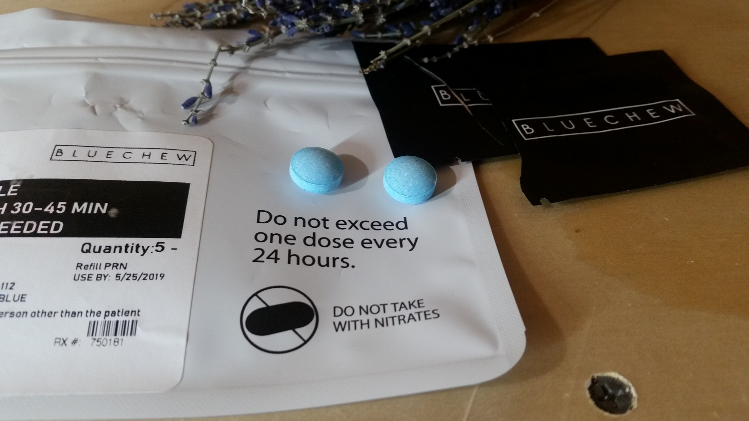 BLUECHEW
LE
H 30-45 MIN
EEDED
Quantity:5 -
Refill PRN
USE BY: 5/25/2019
112
BLUE
erson other than the patient
RX #: 750181
Do not exceed
one dose every
24 hours.
DO NOT TAKE
WITH NITRATES
BLU
BLUECHEW